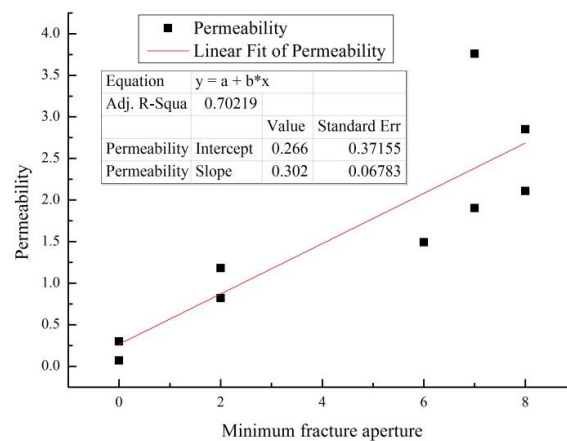 Permeability
Linear Fit of Permeability
Equation y = a + b*x
Adj. R-Squa 0.70219
Value Standard Err
Permeability Intercept 0.266 0.37155
Permeability Slope 0.302 0.06783
4.0
3.5
3.0
2.5
2.0
1.5
1.0
0.5
0.0
Permeability
0 2 4 6 8
Minimum fracture aperture